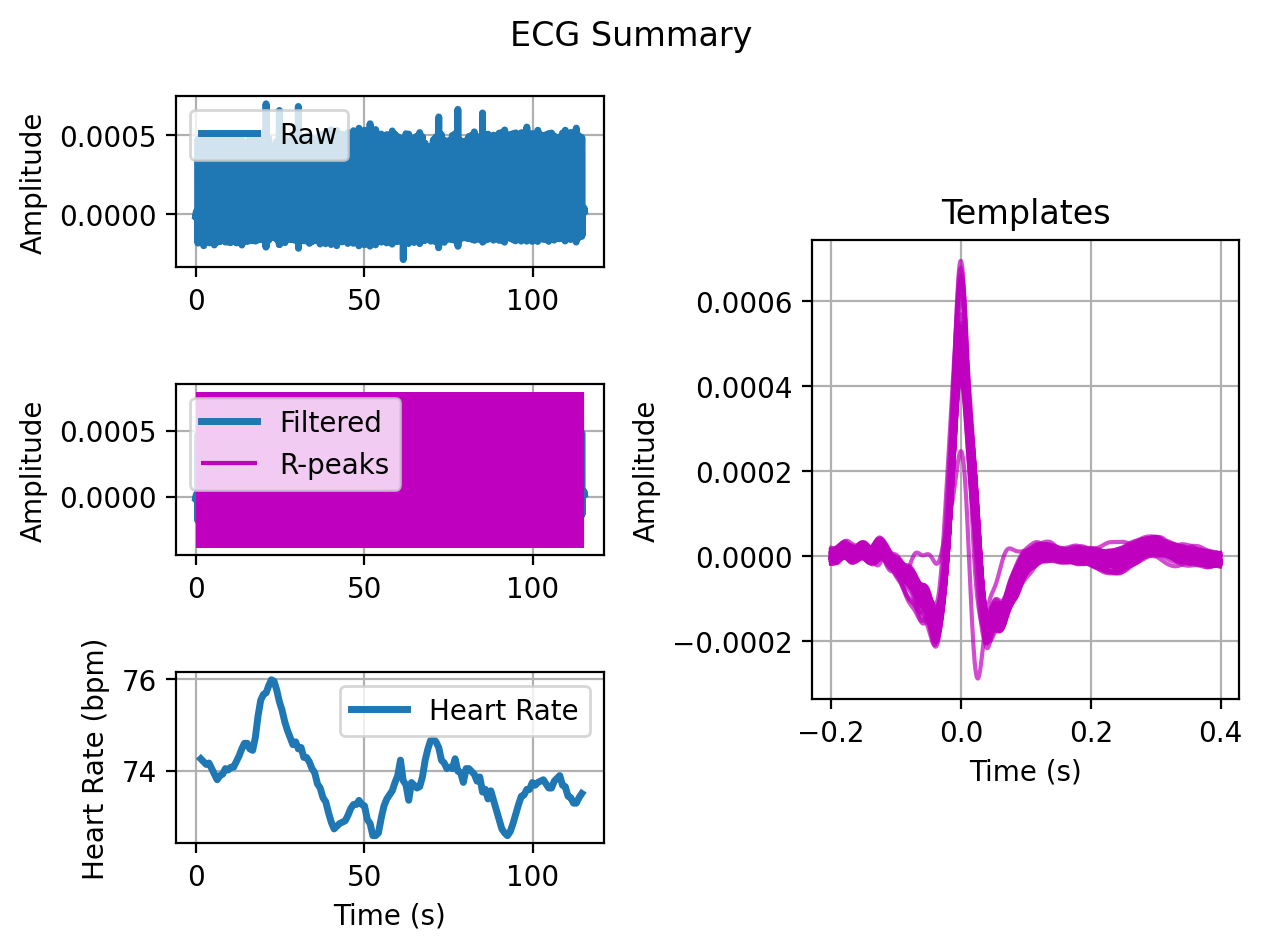 ECG Summary
Amplitude
0.0005
0.0000
Raw
0 50 100
Amplitude
0.0005
0.0000
Filtered
R-peaks
0 50 100
Heart Rate (bpm)
76
74
Heart Rate
0 50 100
Time (s)
Templates
Amplitude
0.0006
0.0004
0.0002
0.0000
−0.0002
−0.2 0.0 0.2 0.4
Time (s)